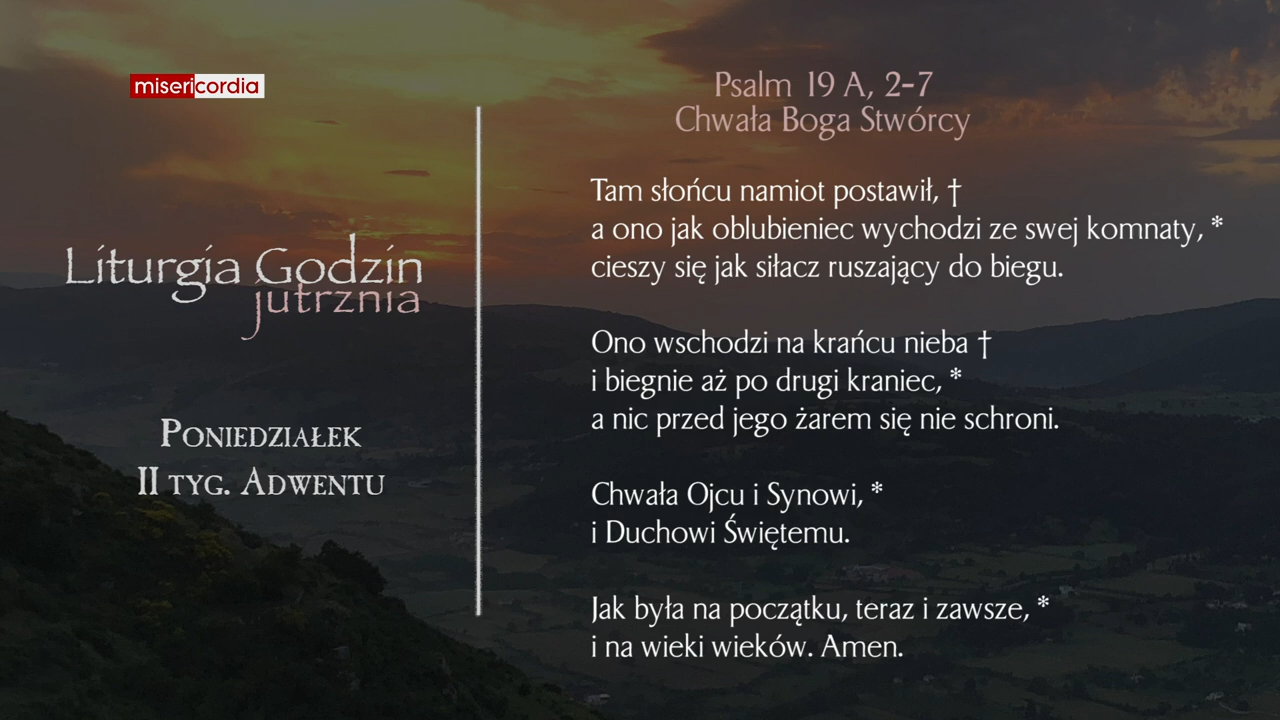 misericordia
Liturgia Godzin
jutrznia
Poniedziałek
II tyg. Adwentu
Psalm 19 A, 2-7
Chwała Boga Stwórcy
Tam słońcu namiot postawił, †
a ono jak oblubieniec wychodzi ze swej komnaty, *
cieszy się jak siłacz ruszający do biegu.
Ono wschodzi na krańcu nieba †
i biegnie aż po drugi kraniec, *
a nic przed jego żarem się nie schroni.
Chwała Ojcu i Synowi, *
i Duchowi Świętemu.
Jak była na początku, teraz i zawsze, *
i na wieki wieków. Amen.